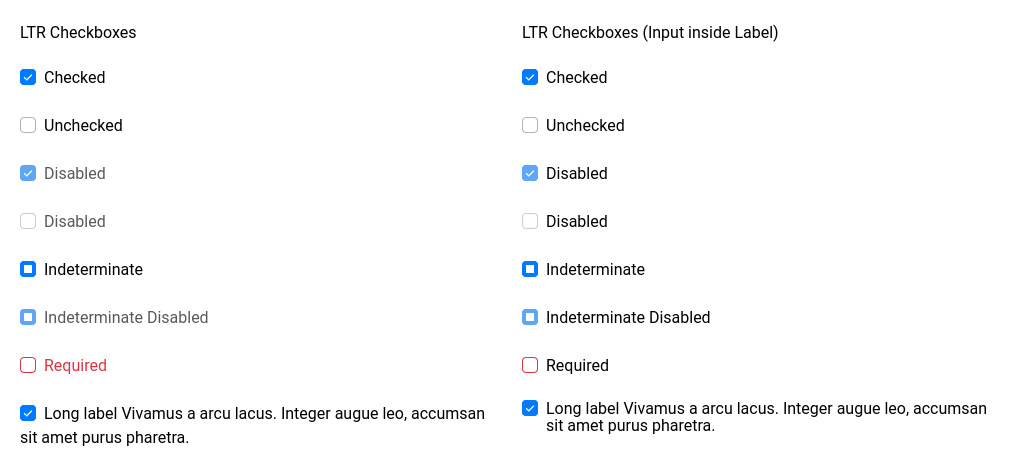 LTR Checkboxes
Checked
Unchecked
Disabled
Disabled
Indeterminate
Indeterminate Disabled
Required
Long label Vivamus a arcu lacus. Integer augue leo, accumsan
sit amet purus pharetra.
LTR Checkboxes (Input inside Label)
Checked
Unchecked
Disabled
Disabled
Indeterminate
Indeterminate Disabled
Required
Long label Vivamus a arcu lacus. Integer augue leo, accumsan
sit amet purus pharetra.